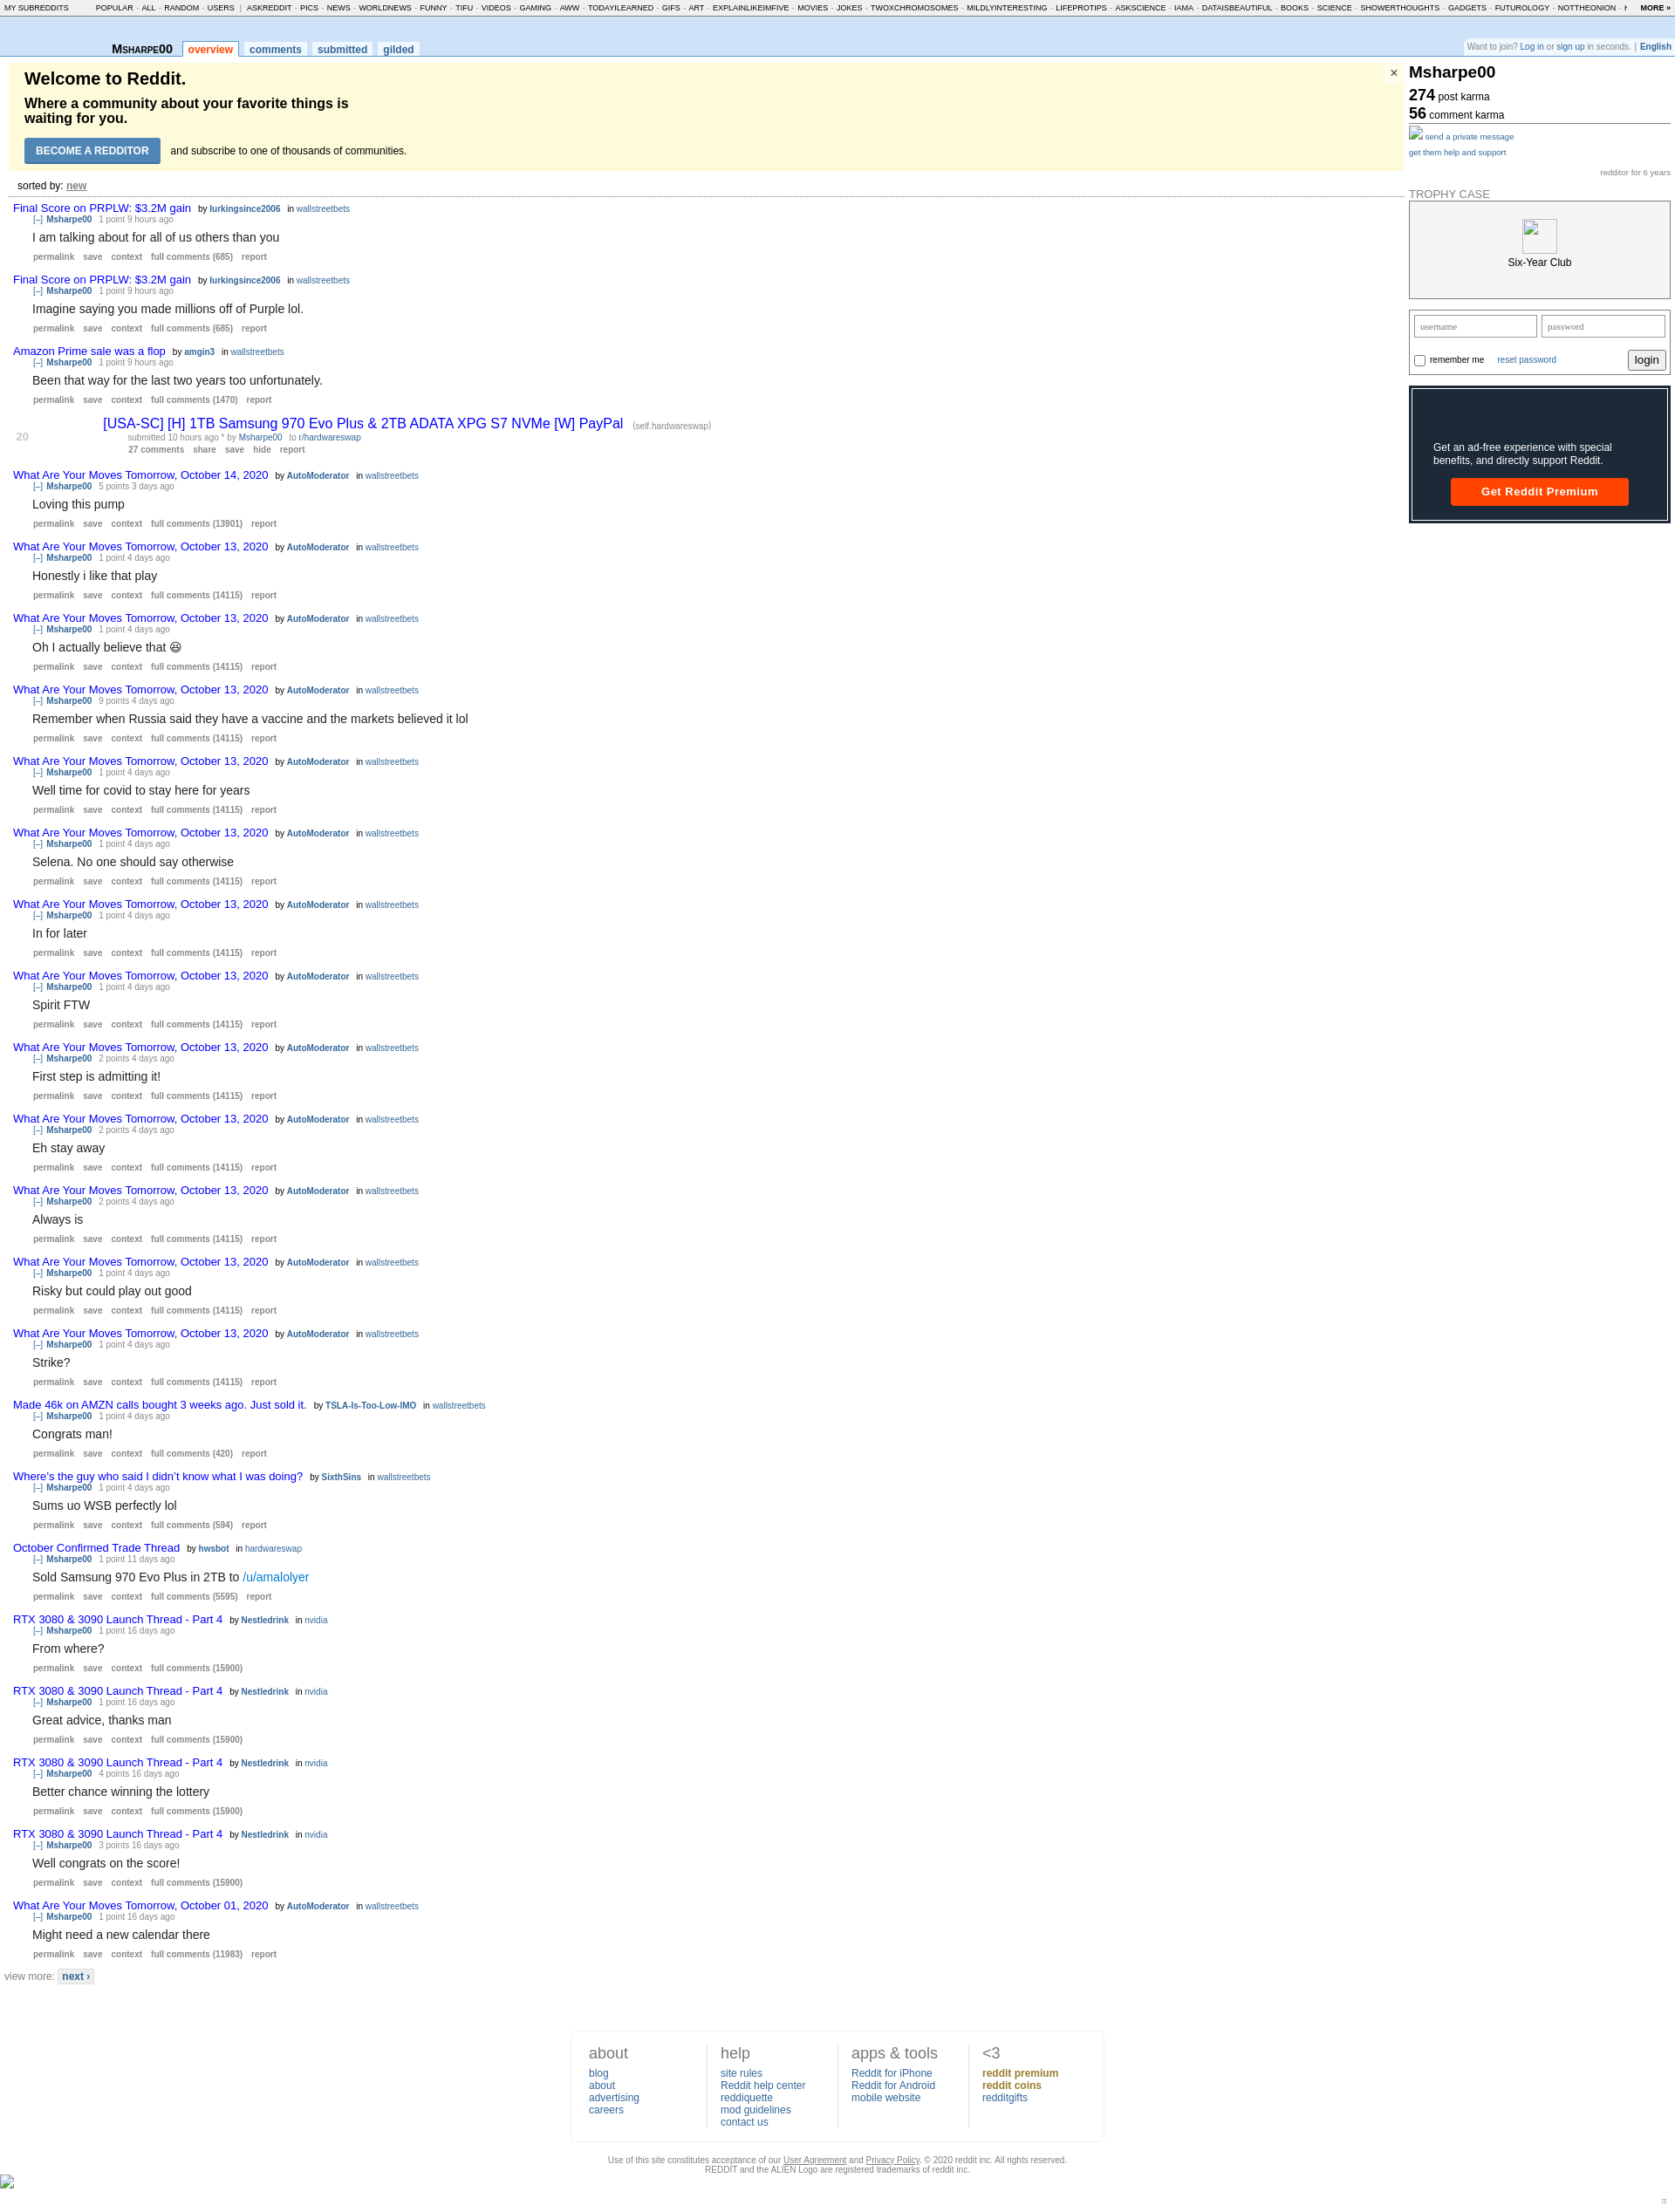 MY SUBREDDITS POPULAR - ALL - RANDOM - USERS | ASKREDDIT - PICS - NEWS - WORLDNEWS - FUNNY - TIFU - VIDEOS - GAMING - AWW - TODAYILEARNED - GIFS - ART - EXPLAINLIKEIMFIVE - MOVIES - JOKES - TWOXCHROMOSOMES - MILDLYINTERESTING - LIFEPROTIPS - ASKSCIENCE - IAMA - DATAISBEAUTIFUL - BOOKS - SCIENCE - SHOWERTHOUGHTS - GADGETS - FUTUROLOGY - NOTTHEONION - MORE »
Msharpe00 overview comments submitted gilded
Want to join? Log in or sign up in seconds. | English
Welcome to Reddit.
×
Where a community about your favorite things is
waiting for you.
BECOME A REDDITOR and subscribe to one of thousands of communities.
sorted by: new
Final Score on PRPLW: $3.2M gain by lurkingsince2006 in wallstreetbets
[–] Msharpe00 1 point 9 hours ago
I am talking about for all of us others than you
permalink save context full comments (685) report
Final Score on PRPLW: $3.2M gain by lurkingsince2006 in wallstreetbets
[–] Msharpe00 1 point 9 hours ago
Imagine saying you made millions off of Purple lol.
permalink save context full comments (685) report
Amazon Prime sale was a flop by amgin3 in wallstreetbets
[–] Msharpe00 1 point 9 hours ago
Been that way for the last two years too unfortunately.
permalink save context full comments (1470) report
[USA-SC] [H] 1TB Samsung 970 Evo Plus & 2TB ADATA XPG S7 NVMe [W] PayPal (self.hardwareswap)
20
submitted 10 hours ago * by Msharpe00 to r/hardwareswap
27 comments share save hide report
What Are Your Moves Tomorrow, October 14, 2020 by AutoModerator in wallstreetbets
[–] Msharpe00 5 points 3 days ago
Loving this pump
permalink save context full comments (13901) report
What Are Your Moves Tomorrow, October 13, 2020 by AutoModerator in wallstreetbets
[–] Msharpe00 1 point 4 days ago
Honestly i like that play
permalink save context full comments (14115) report
What Are Your Moves Tomorrow, October 13, 2020 by AutoModerator in wallstreetbets
[–] Msharpe00 1 point 4 days ago
Oh I actually believe that 😆
permalink save context full comments (14115) report
What Are Your Moves Tomorrow, October 13, 2020 by AutoModerator in wallstreetbets
[–] Msharpe00 9 points 4 days ago
Remember when Russia said they have a vaccine and the markets believed it lol
permalink save context full comments (14115) report
What Are Your Moves Tomorrow, October 13, 2020 by AutoModerator in wallstreetbets
[–] Msharpe00 1 point 4 days ago
Well time for covid to stay here for years
permalink save context full comments (14115) report
What Are Your Moves Tomorrow, October 13, 2020 by AutoModerator in wallstreetbets
[–] Msharpe00 1 point 4 days ago
Selena. No one should say otherwise
permalink save context full comments (14115) report
What Are Your Moves Tomorrow, October 13, 2020 by AutoModerator in wallstreetbets
[–] Msharpe00 1 point 4 days ago
In for later
permalink save context full comments (14115) report
What Are Your Moves Tomorrow, October 13, 2020 by AutoModerator in wallstreetbets
[–] Msharpe00 1 point 4 days ago
Spirit FTW
permalink save context full comments (14115) report
What Are Your Moves Tomorrow, October 13, 2020 by AutoModerator in wallstreetbets
[–] Msharpe00 2 points 4 days ago
First step is admitting it!
permalink save context full comments (14115) report
What Are Your Moves Tomorrow, October 13, 2020 by AutoModerator in wallstreetbets
[–] Msharpe00 2 points 4 days ago
Eh stay away
permalink save context full comments (14115) report
What Are Your Moves Tomorrow, October 13, 2020 by AutoModerator in wallstreetbets
[–] Msharpe00 2 points 4 days ago
Always is
permalink save context full comments (14115) report
What Are Your Moves Tomorrow, October 13, 2020 by AutoModerator in wallstreetbets
[–] Msharpe00 1 point 4 days ago
Risky but could play out good
permalink save context full comments (14115) report
What Are Your Moves Tomorrow, October 13, 2020 by AutoModerator in wallstreetbets
[–] Msharpe00 1 point 4 days ago
Strike?
permalink save context full comments (14115) report
Made 46k on AMZN calls bought 3 weeks ago. Just sold it. by TSLA-Is-Too-Low-IMO in wallstreetbets
[–] Msharpe00 1 point 4 days ago
Congrats man!
permalink save context full comments (420) report
Where’s the guy who said I didn’t know what I was doing? by SixthSins in wallstreetbets
[–] Msharpe00 1 point 4 days ago
Sums uo WSB perfectly lol
permalink save context full comments (594) report
October Confirmed Trade Thread by hwsbot in hardwareswap
[–] Msharpe00 1 point 11 days ago
Sold Samsung 970 Evo Plus in 2TB to /u/amalolyer
permalink save context full comments (5595) report
RTX 3080 & 3090 Launch Thread - Part 4 by Nestledrink in nvidia
[–] Msharpe00 1 point 16 days ago
From where?
permalink save context full comments (15900)
RTX 3080 & 3090 Launch Thread - Part 4 by Nestledrink in nvidia
[–] Msharpe00 1 point 16 days ago
Great advice, thanks man
permalink save context full comments (15900)
RTX 3080 & 3090 Launch Thread - Part 4 by Nestledrink in nvidia
[–] Msharpe00 4 points 16 days ago
Better chance winning the lottery
permalink save context full comments (15900)
RTX 3080 & 3090 Launch Thread - Part 4 by Nestledrink in nvidia
[–] Msharpe00 3 points 16 days ago
Well congrats on the score!
permalink save context full comments (15900)
What Are Your Moves Tomorrow, October 01, 2020 by AutoModerator in wallstreetbets
[–] Msharpe00 1 point 16 days ago
Might need a new calendar there
permalink save context full comments (11983) report
view more: next ›
Msharpe00
274 post karma
56 comment karma
send a private message
get them help and support
redditor for 6 years
TROPHY CASE
Six-Year Club
username password
remember me reset password login
Get an ad-free experience with special
benefits, and directly support Reddit.
Get Reddit Premium
about
blog
about
advertising
careers
help
site rules
Reddit help center
reddiquette
mod guidelines
contact us
apps & tools
Reddit for iPhone
Reddit for Android
mobile website
<3
reddit premium
reddit coins
redditgifts
Use of this site constitutes acceptance of our User Agreement and Privacy Policy. © 2020 reddit inc. All rights reserved.
REDDIT and the ALIEN Logo are registered trademarks of reddit inc.
π